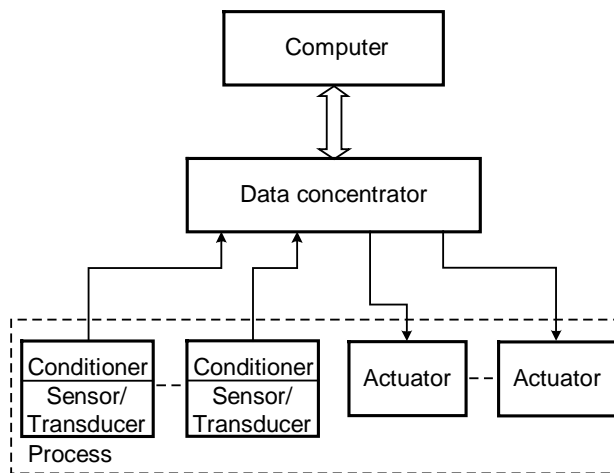 Computer
Data concentrator
Conditioner
Sensor/
Transducer
Conditioner
Sensor/
Transducer
Actuator
Actuator
Process